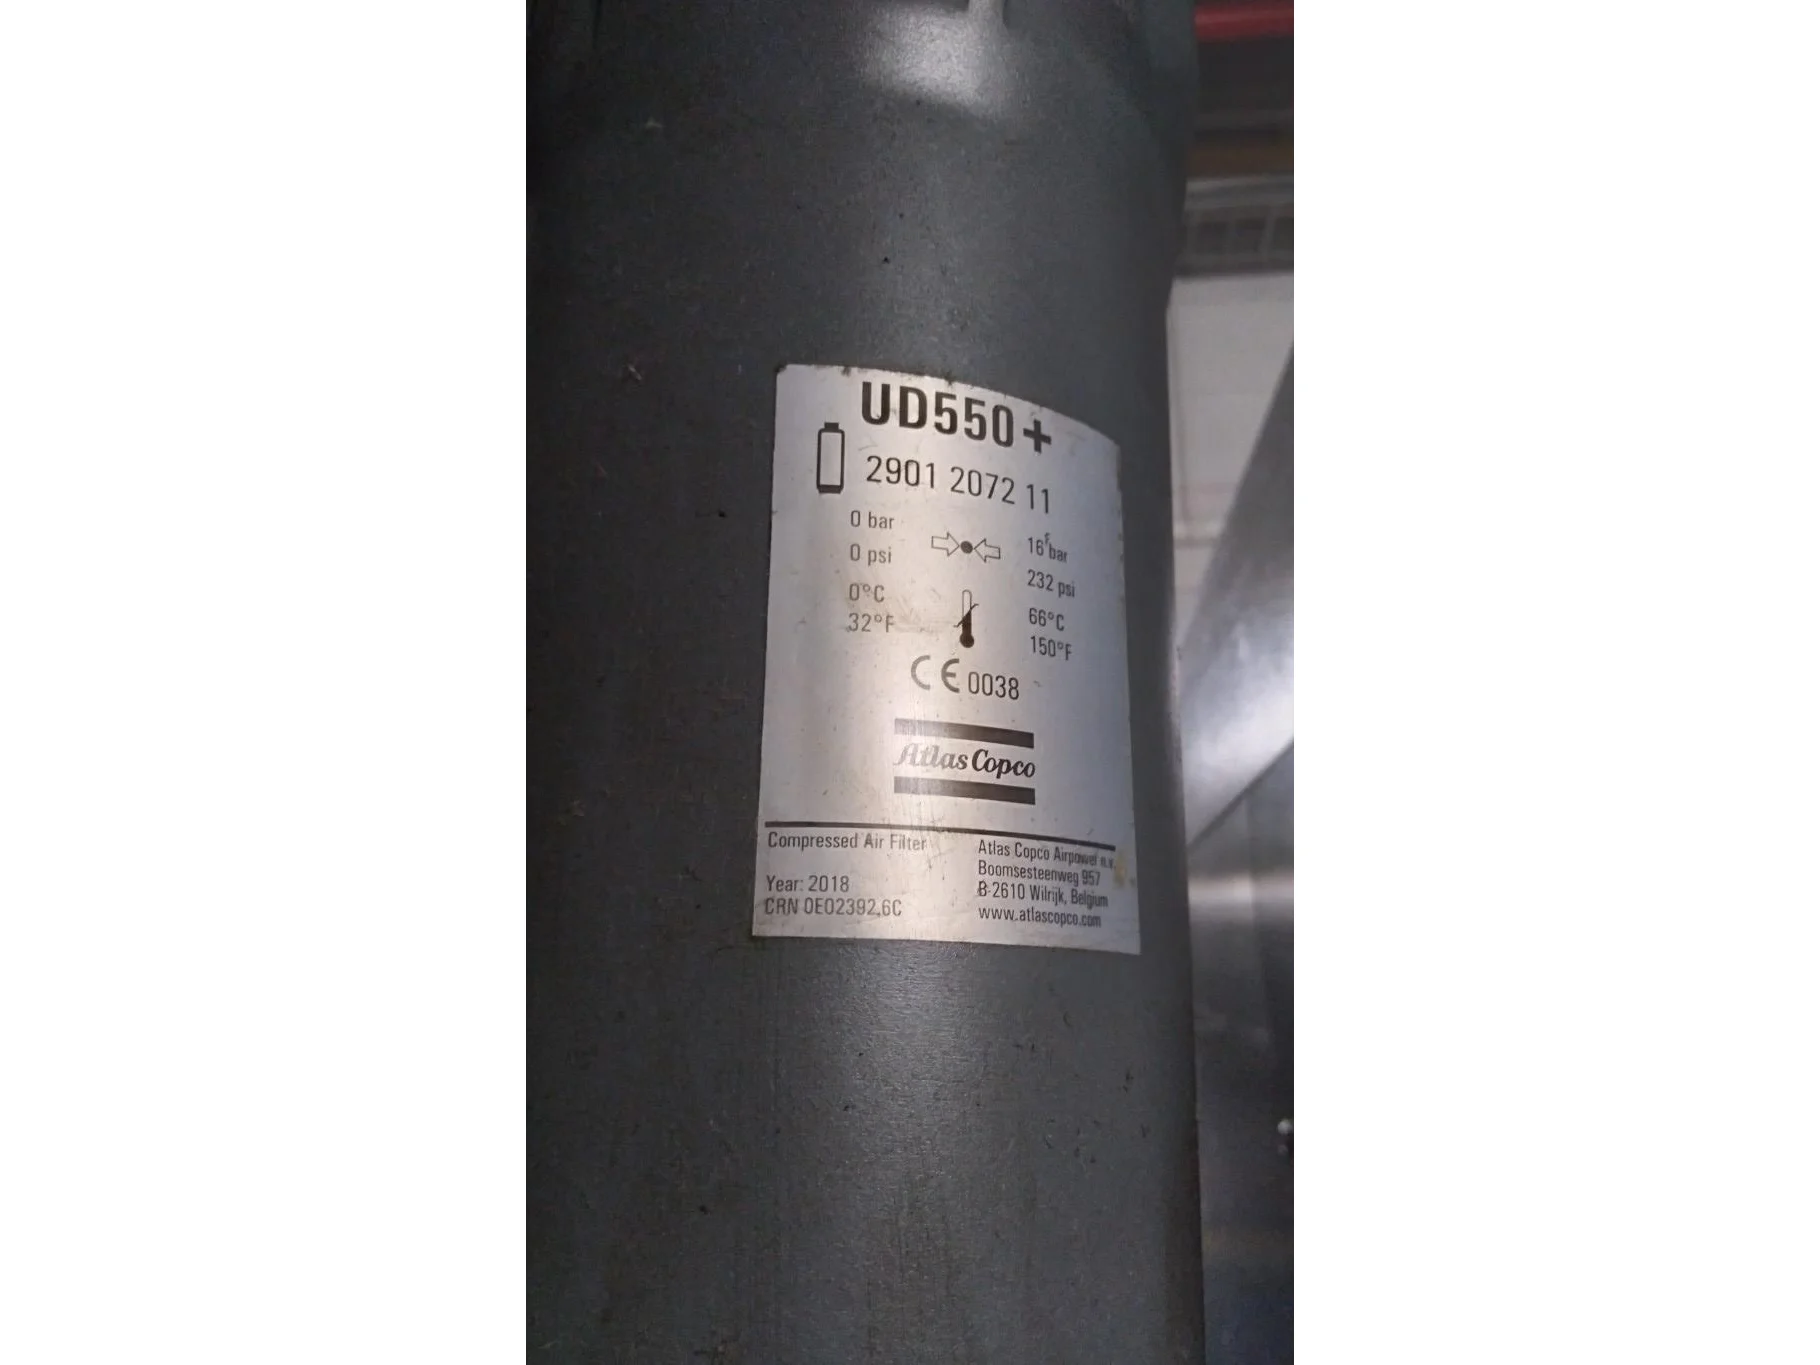 UD550+
2901 2072 11
0 bar
16 bar
0 psi
232 psi
0°C
66°C
32°F
150°F
CE 0038
Atlas Copco
Compressed Air Filter
Year: 2018
CRN 0E02392.6C
Atlas Copco Airpower n.v.
Boomsesteenweg 957
B-2610 Wilrijk, Belgium
www.atlascopco.com